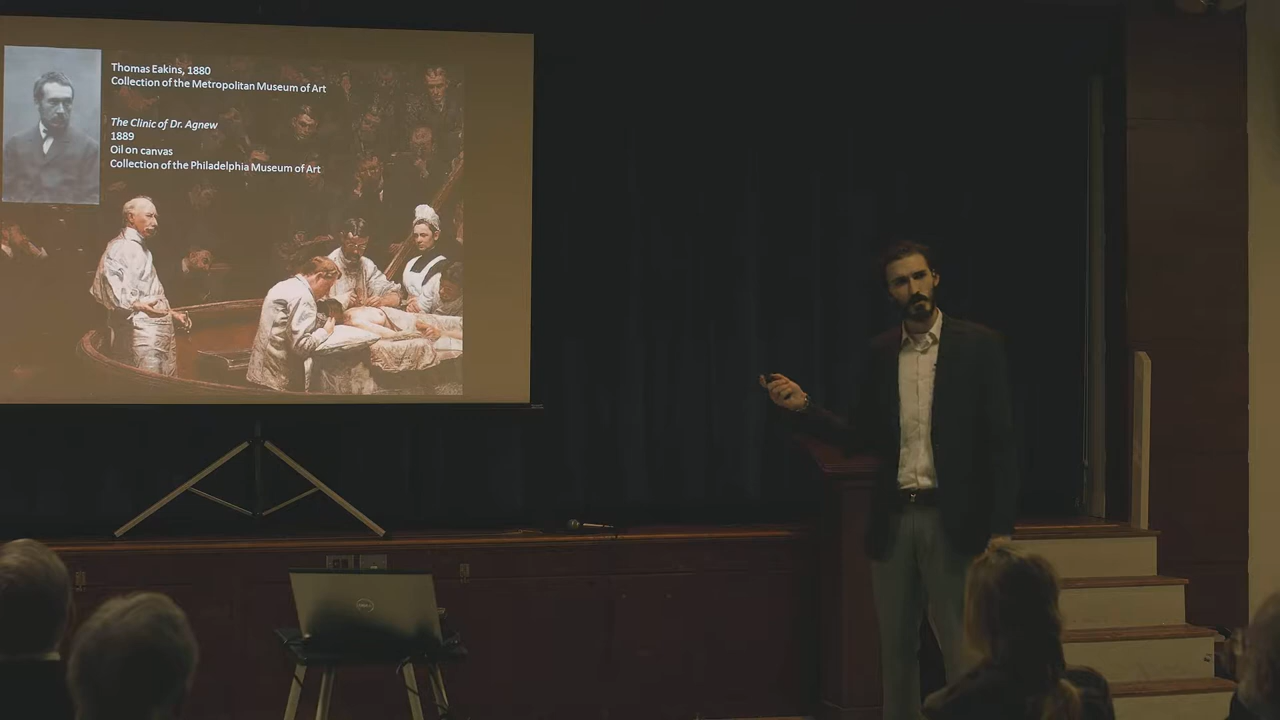 Thomas Eakins, 1880
Collection of the Metropolitan Museum of Art
The Clinic of Dr. Agnew
1889
Oil on canvas
Collection of the Philadelphia Museum of Art
DELL